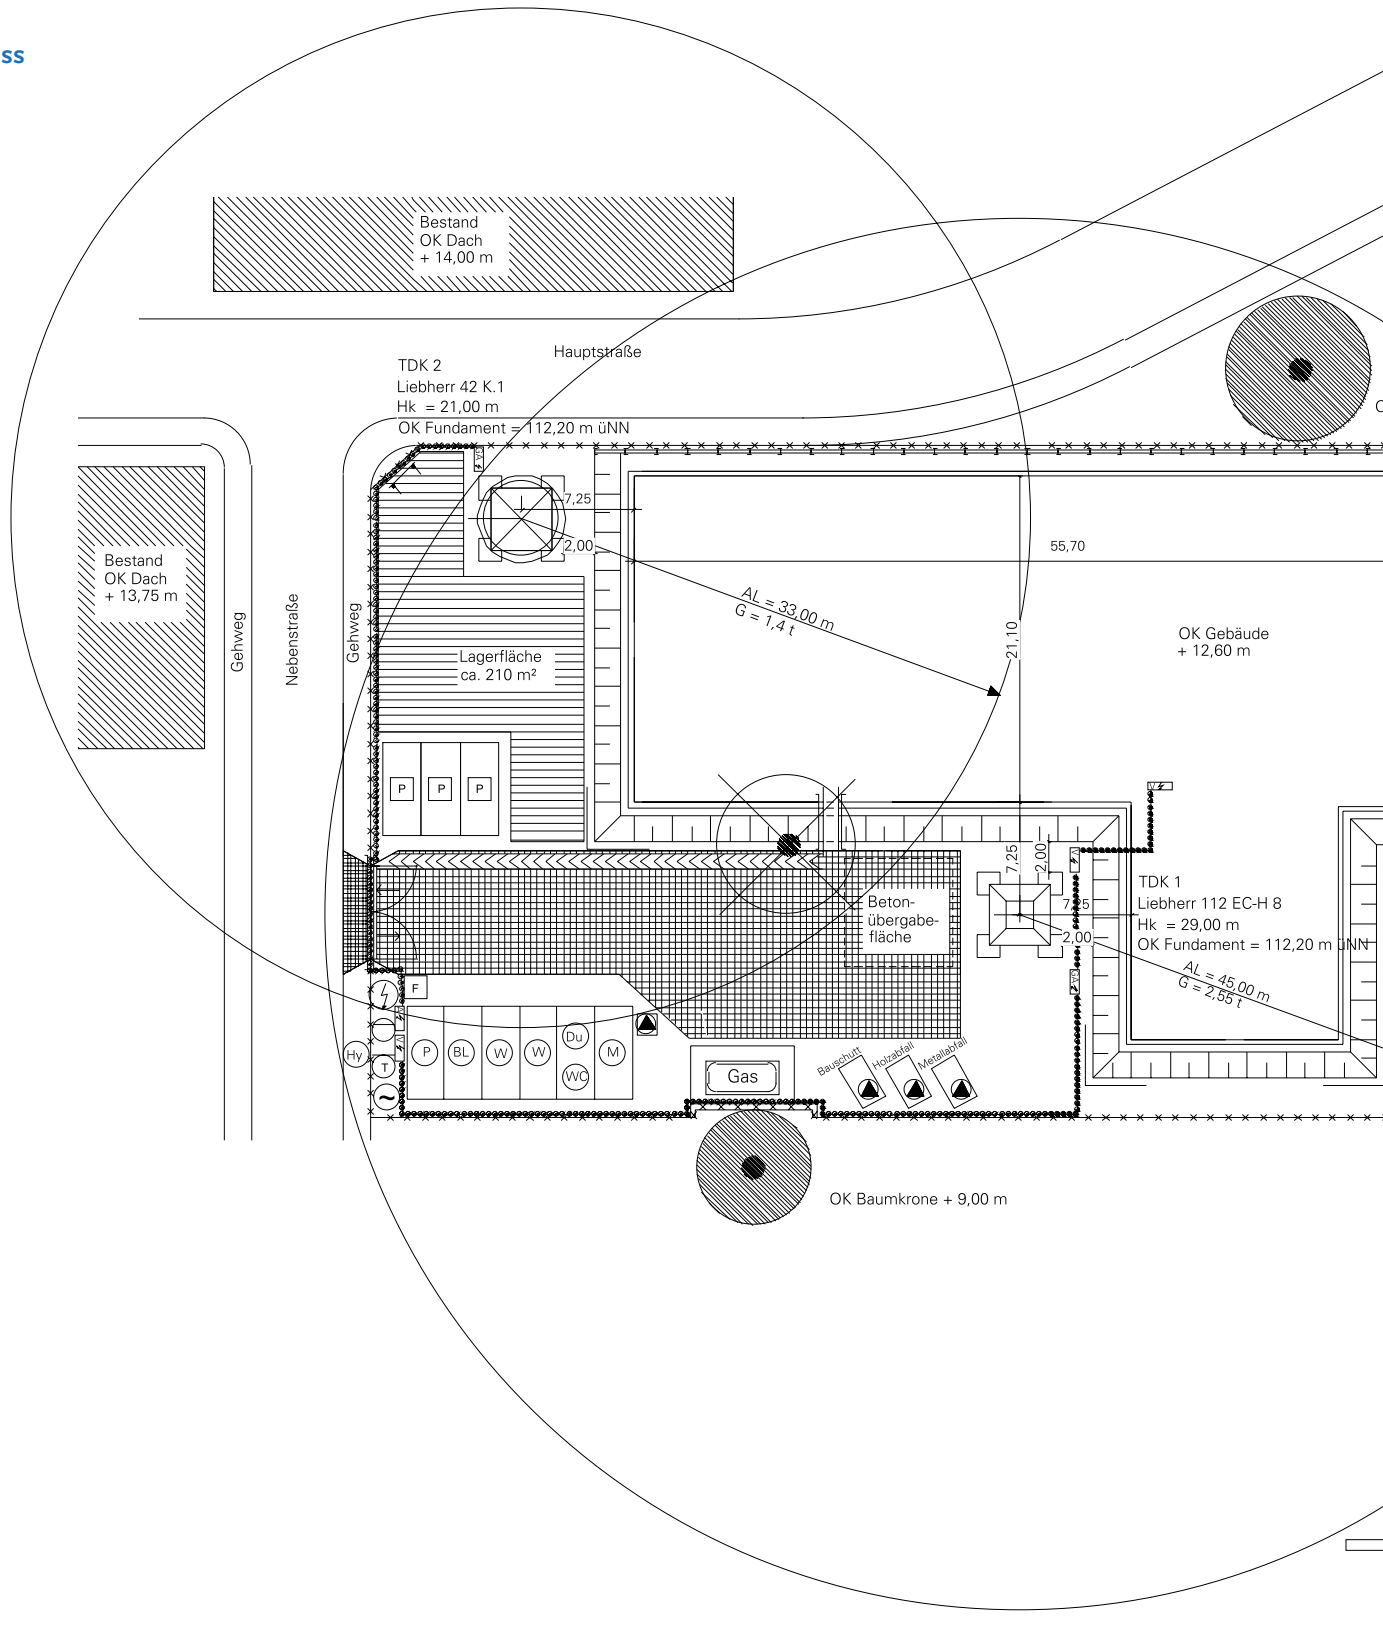 ss
Bestand
OK Dach
+ 14,00 m
Hauptstraße
TDK 2
Liebherr 42 K.1
Hk = 21,00 m
OK Fundament = 112,20 m üNN
GA
7,25
2,00
55,70
Bestand
OK Dach
+ 13,75 m
AL = 33,00 m
G = 1,4 t
Gehweg
Nebenstraße
Gehweg
21,10
OK Gebäude
+ 12,60 m
Lagerfläche
ca. 210 m²
P
P
P
V
7,25
2,00
V
TDK 1
Liebherr 112 EC-H 8
Hk = 29,00 m
OK Fundament = 112,20 m üNN
7,25
2,00
Beton-
übergabe-
fläche
AL = 45,00 m
G = 2,55 t
GA
F
V
Hy
T
P
BL
W
W
Du
WC
M
Gas
Bauschutt
Holzabfall
Metallabfall
OK Baumkrone + 9,00 m